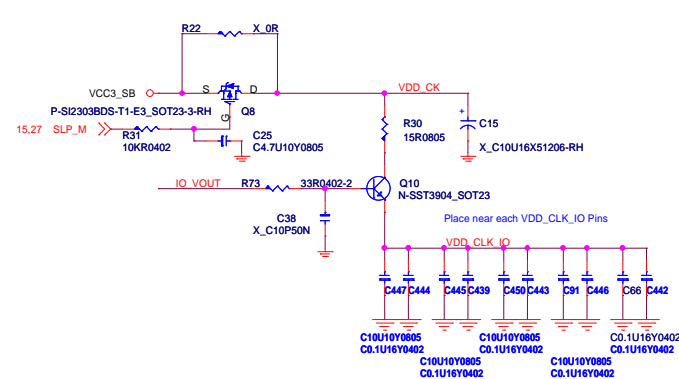 R22 X_0R
VCC3_SB S D VDD_CK
P-SI2303BDS-T1-E3_SOT23-3-RH Q8
G
15,27 SLP_M
R31
10KR0402
C25
C4.7U10Y0805
R30
15R0805
+
C15
X_C10U16X51206-RH
IO_VOUT R73 33R0402-2
Q10
N-SST3904_SOT23
C38
X_C10P50N
Place near each VDD_CLK_IO Pins
VDD_CLK_IO
C447 C444 C445 C439 C450 C443 C91 C446 C66 C442
C10U10Y0805 C10U10Y0805 C0.1U16Y0402
C0.1U16Y0402 C0.1U16Y0402 C0.1U16Y0402
C10U10Y0805 C10U10Y0805
C0.1U16Y0402 C0.1U16Y0402